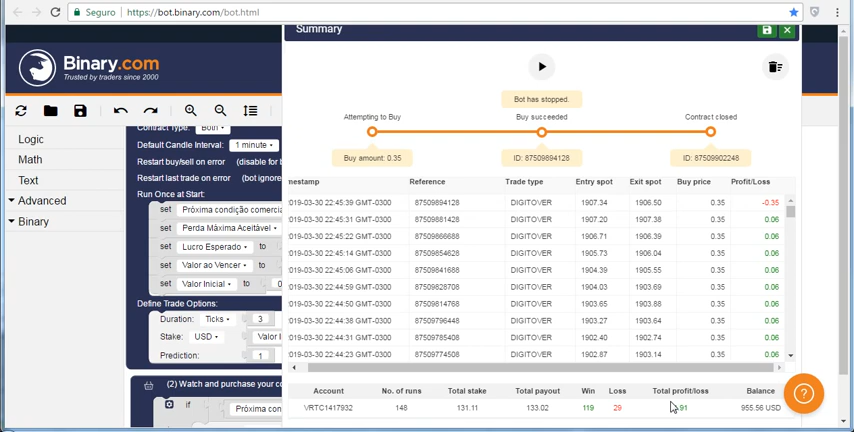 Seguro
https://bot.binary.com/bot.html
Binary.com
Trusted by traders since 2000
Logic
Math
Text
Advanced
Binary
Contract Type: Both
Default Candle Interval: 1 minute
Restart buy/sell on error (disable for b
Restart last trade on error (bot ignore
Run Once at Start:
set Próxima condição comercia
set Perda Máxima Aceitável
set Lucro Esperado to
set Valor ao Vencer to
set Valor Inicial to 0
Define Trade Options:
Duration: Ticks 3
Stake: USD Valor I
Prediction: 1
(2) Watch and purchase your co
if Próxima con
Summary
Bot has stopped.
Attempting to Buy Buy succeeded Contract closed
Buy amount: 0.35 ID: 87509894128 ID: 87509902248
mestamp Reference Trade type Entry spot Exit spot Buy price Profit/Loss
019-03-30 22:45:39 GMT-0300 87509894128 DIGITOVER 1907.34 1906.50 0.35 -0.35
019-03-30 22:45:31 GMT-0300 87509881428 DIGITOVER 1907.20 1907.38 0.35 0.06
019-03-30 22:45:22 GMT-0300 87509866688 DIGITOVER 1906.71 1906.39 0.35 0.06
019-03-30 22:45:14 GMT-0300 87509854628 DIGITOVER 1905.73 1906.04 0.35 0.06
019-03-30 22:45:06 GMT-0300 87509841688 DIGITOVER 1904.39 1905.55 0.35 0.06
019-03-30 22:44:59 GMT-0300 87509828708 DIGITOVER 1904.03 1903.69 0.35 0.06
019-03-30 22:44:50 GMT-0300 87509814768 DIGITOVER 1903.65 1903.88 0.35 0.06
019-03-30 22:44:38 GMT-0300 87509796448 DIGITOVER 1903.27 1903.64 0.35 0.06
019-03-30 22:44:31 GMT-0300 87509785408 DIGITOVER 1902.40 1902.74 0.35 0.06
019-03-30 22:44:23 GMT-0300 87509774508 DIGITOVER 1902.87 1903.14 0.35 0.06
Account No. of runs Total stake Total payout Win Loss Total profit/loss Balance
VRTC1417932 148 131.11 133.02 119 29 .91 955.56 USD
?